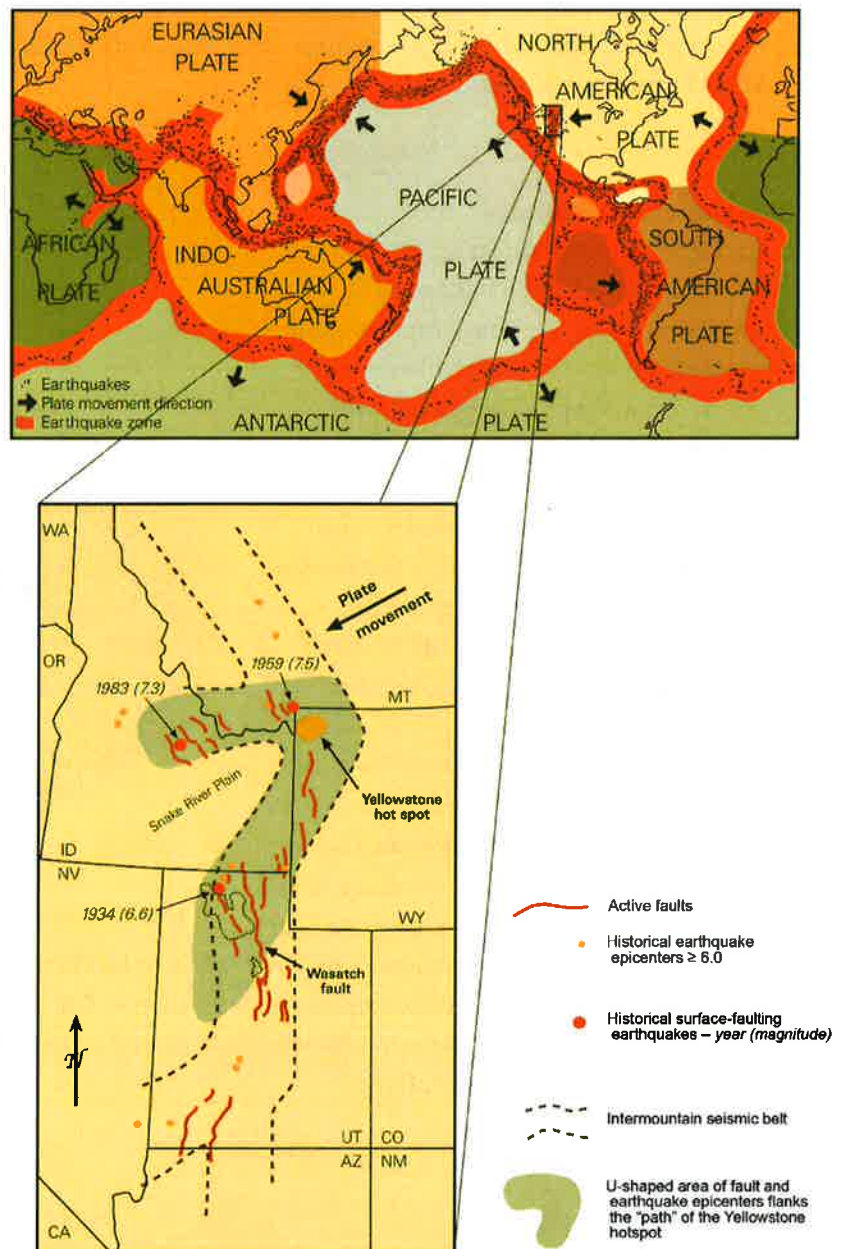 EURASIAN
PLATE
NORTH
AMERICAN
PLATE
PACIFIC
PLATE
AFRICAN
PLATE
INDO-
AUSTRALIAN
PLATE
SOUTH
AMERICAN
PLATE
Earthquakes
Plate movement direction
Earthquake zone
ANTARCTIC
PLATE
WA
Plate
movement
OR
1959 (7.5)
1983 (7.3)
MT
Snake River Plain
Yellowstone
hot spot
ID
NV
1934 (6.6)
WY
Wasatch
fault
N
UT
CO
AZ
NM
CA
Active faults
Historical earthquake
epicenters ≥ 6.0
Historical surface-faulting
earthquakes – year (magnitude)
Intermountain seismic belt
U-shaped area of fault and
earthquake epicenters flanks
the "path" of the Yellowstone
hotspot